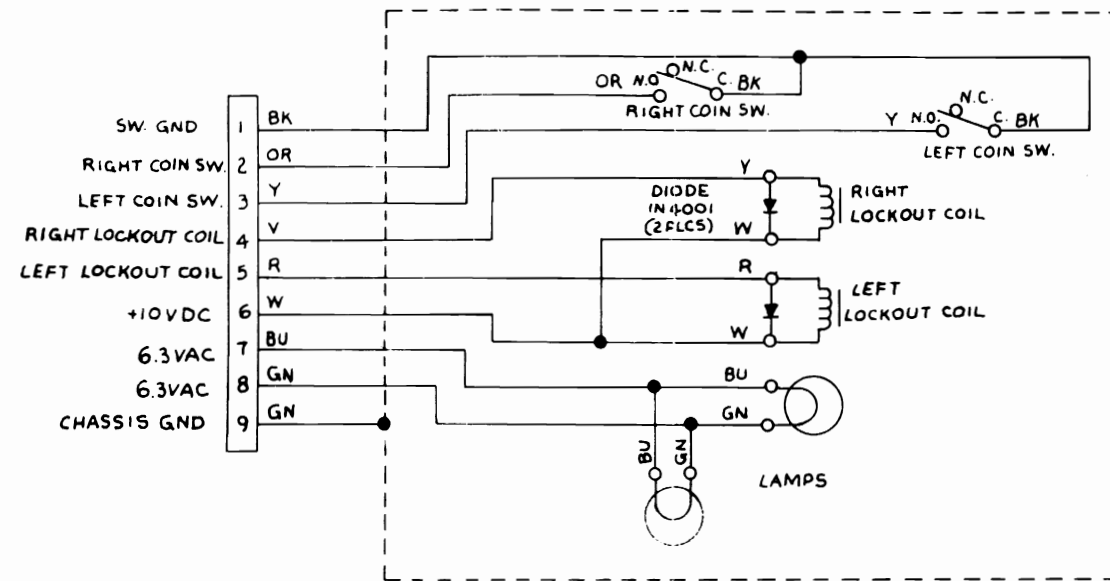 SW. GND 1 BK
RIGHT COIN SW. 2 OR
LEFT COIN SW. 3 Y
RIGHT LOCKOUT COIL 4 V
LEFT LOCKOUT COIL 5 R
+10VDC 6 W
6.3VAC 7 BU
6.3VAC 8 GN
CHASSIS GND 9 GN
OR N.O N.C. C. BK
RIGHT COIN SW.
Y N.O. N.C. C. BK
LEFT COIN SW.
Y
DIODE
IN4001
(2 FLCS)
W
RIGHT
LOCKOUT COIL
R
W
LEFT
LOCKOUT COIL
BU
GN
BU
GN
LAMPS